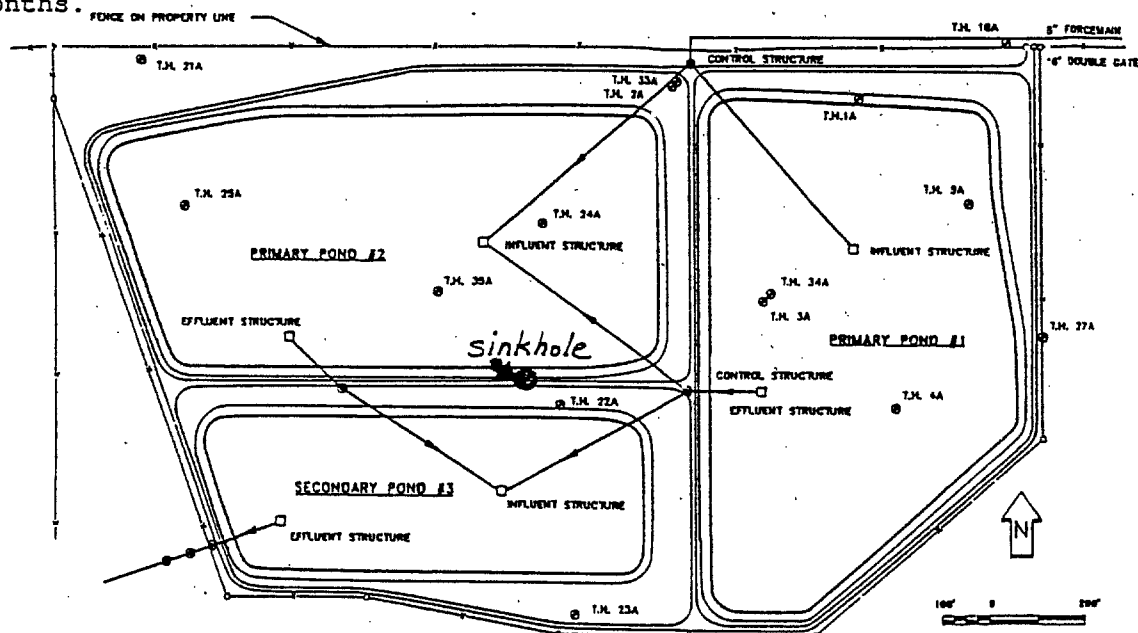 onths.
FENCE ON PROPERTY LINE
T.H. 21A
T.H. 16A
8" FORCEMAIN
16' DOUBLE GATE
CONTROL STRUCTURE
T.H. 33A
T.H. 2A
T.H.1A
T.H. 25A
T.H. 24A
T.H. 9A
INFLUENT STRUCTURE
INFLUENT STRUCTURE
PRIMARY POND #2
T.H. 35A
T.H. 34A
T.H. 3A
EFFLUENT STRUCTURE
PRIMARY POND #1
T.H. 27A
sinkhole
CONTROL STRUCTURE
T.H. 22A
EFFLUENT STRUCTURE
T.H. 4A
SECONDARY POND #3
INFLUENT STRUCTURE
EFFLUENT STRUCTURE
N
T.H. 23A
100' 0 200'